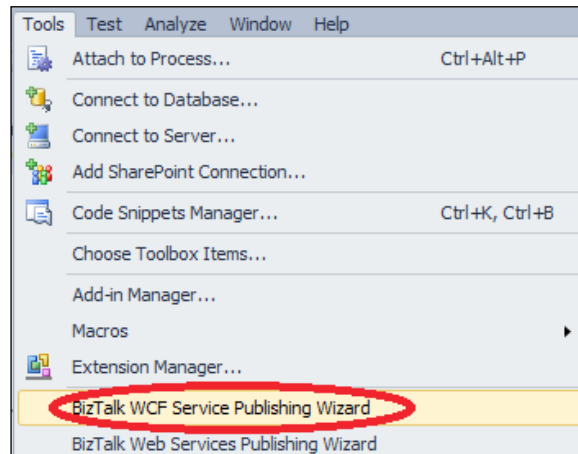 Tools Test Analyze Window Help
Attach to Process... Ctrl+Alt+P
Connect to Database...
Connect to Server...
Add SharePoint Connection...
Code Snippets Manager... Ctrl+K, Ctrl+B
Choose Toolbox Items...
Add-in Manager...
Macros
Extension Manager...
BizTalk WCF Service Publishing Wizard
BizTalk Web Services Publishing Wizard